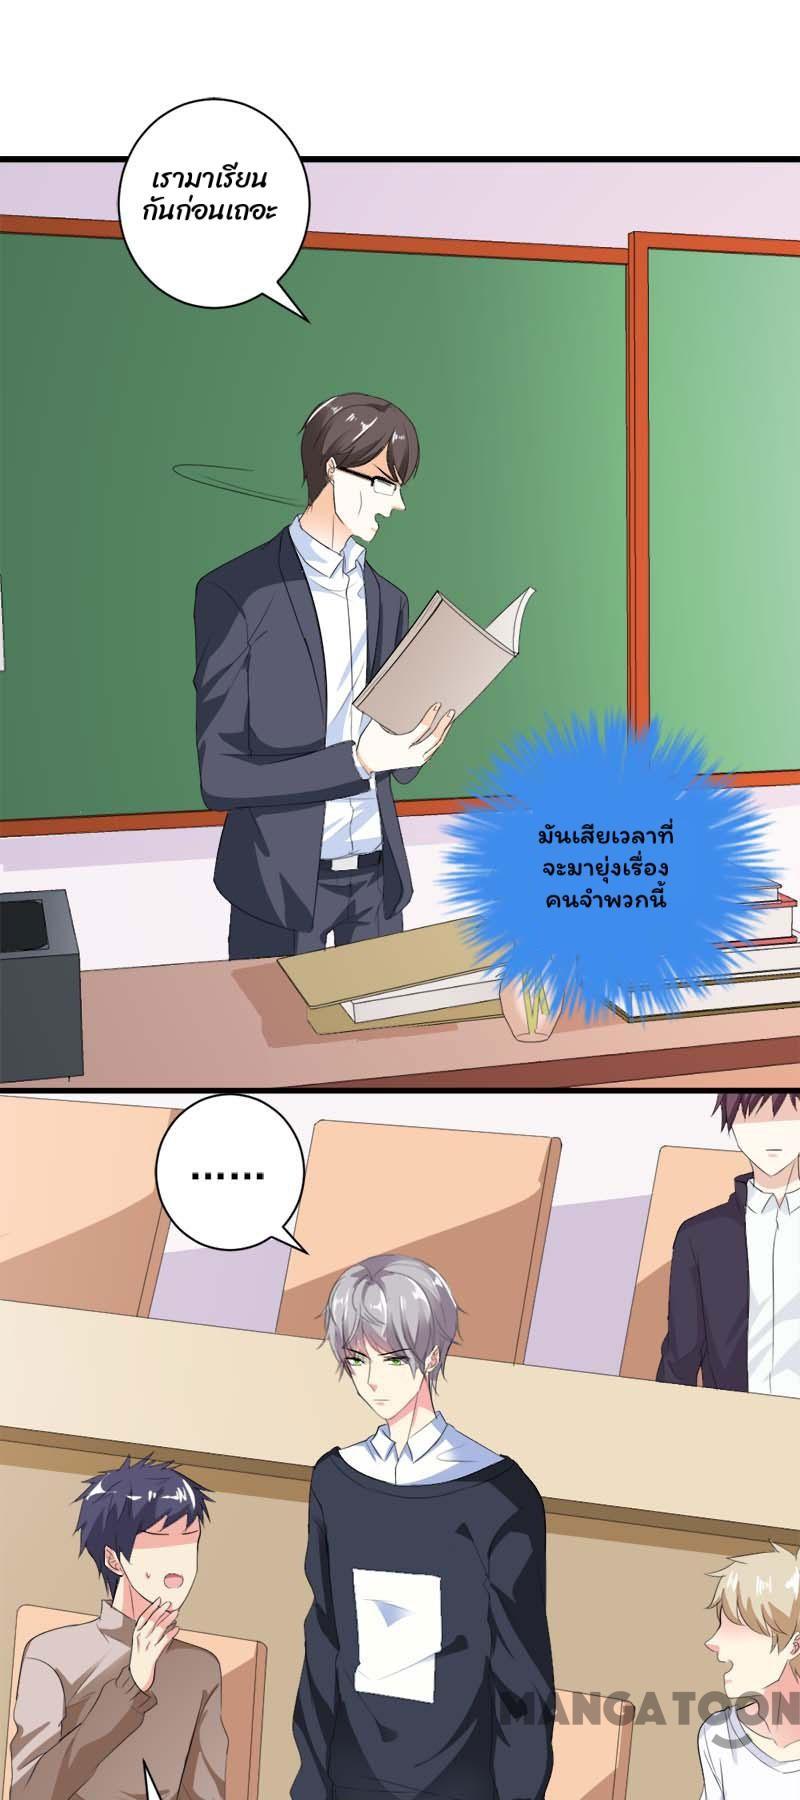 เรามาเรียน
กันก่อนเถอะ
มันเสียเวลาที่
จะมายุ่งเรื่อง
คนจำพวกนี้
......
MANGATOON